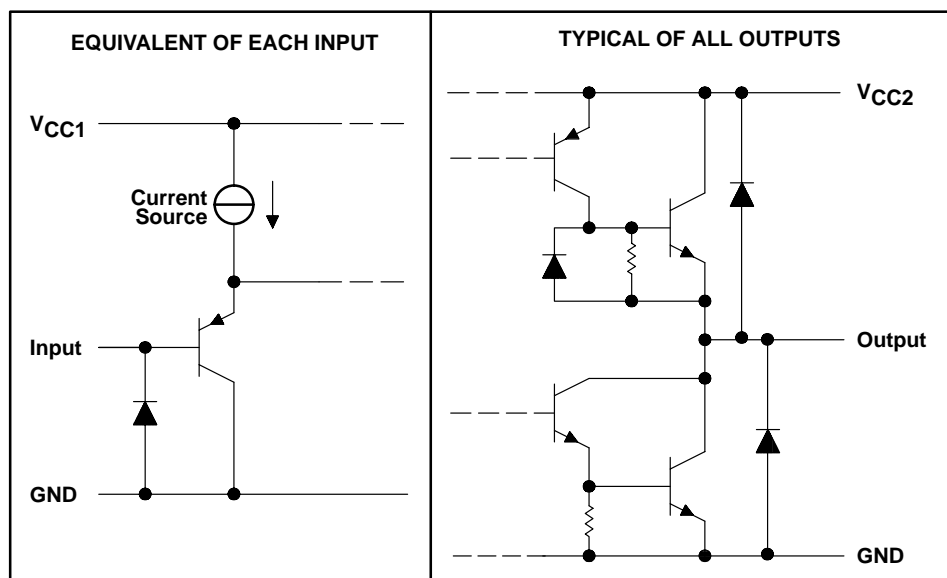 EQUIVALENT OF EACH INPUT
VCC1
Current
Source
Input
GND
TYPICAL OF ALL OUTPUTS
VCC2
Output
GND